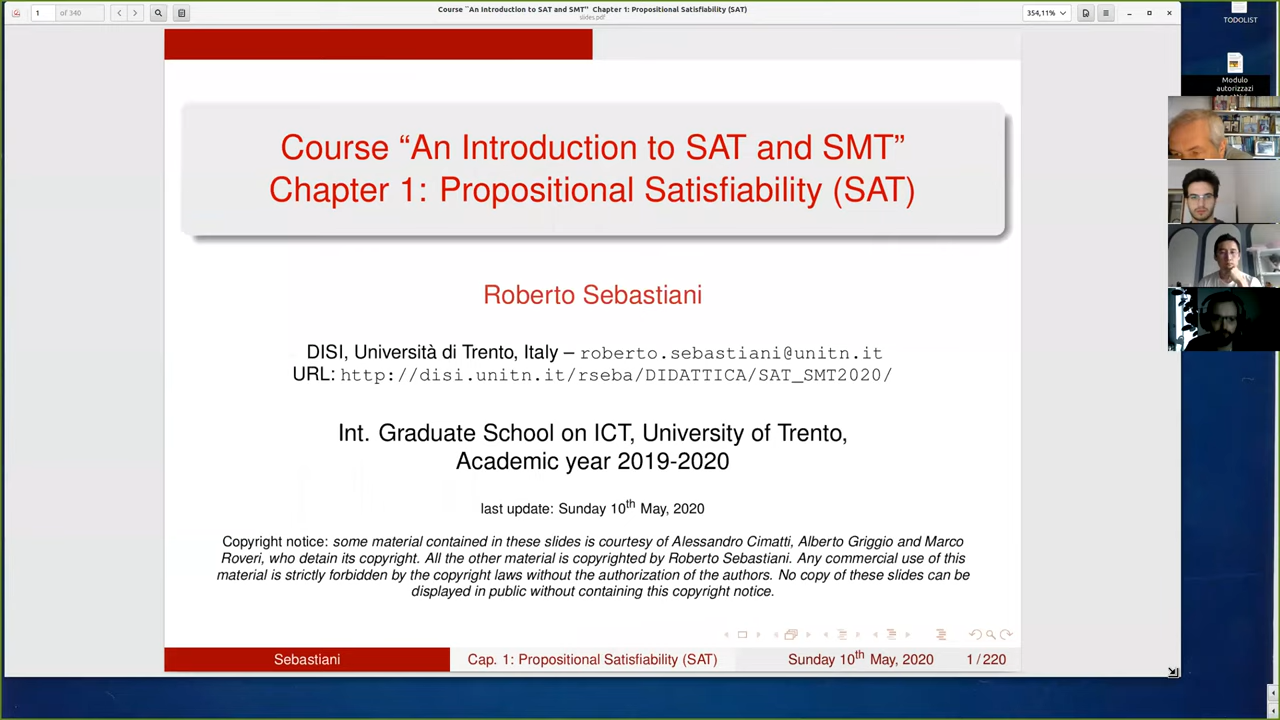 1 of 340
Course ``An Introduction to SAT and SMT'' Chapter 1: Propositional Satisfiability (SAT)
slides.pdf
354,11%
TODOLIST
Modulo
autorizzazi
Course “An Introduction to SAT and SMT”
Chapter 1: Propositional Satisfiability (SAT)
Roberto Sebastiani
DISI, Università di Trento, Italy – roberto.sebastiani@unitn.it
URL: http://disi.unitn.it/rseba/DIDATTICA/SAT_SMT2020/
Int. Graduate School on ICT, University of Trento,
Academic year 2019-2020
last update: Sunday 10th May, 2020
Copyright notice: some material contained in these slides is courtesy of Alessandro Cimatti, Alberto Griggio and Marco
Roveri, who detain its copyright. All the other material is copyrighted by Roberto Sebastiani. Any commercial use of this
material is strictly forbidden by the copyright laws without the authorization of the authors. No copy of these slides can be
displayed in public without containing this copyright notice.
Sebastiani
Cap. 1: Propositional Satisfiability (SAT)
Sunday 10th May, 2020
1 / 220